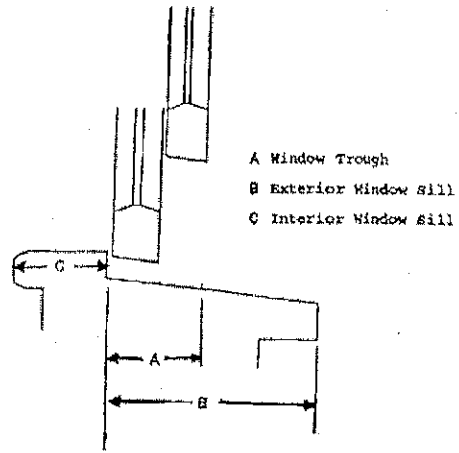 A Window Trough
B Exterior Window Sill
C Interior Window Sill
C
A
B